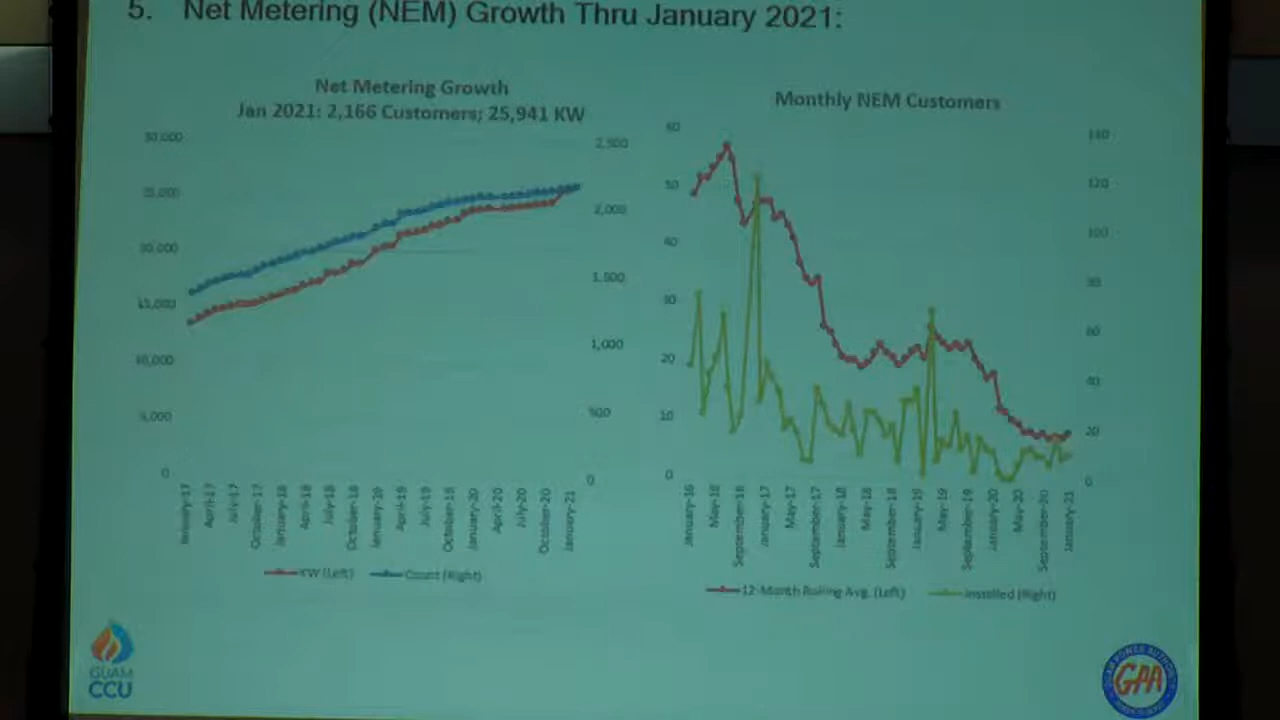 5. Net Metering (NEM) Growth Thru January 2021:
Net Metering Growth
Jan 2021: 2,166 Customers; 25,941 KW
30,000
25,000
20,000
15,000
10,000
5,000
0
2,500
2,000
1,500
1,000
500
0
January-17
April-17
July-17
October-17
January-18
April-18
July-18
October-18
January-19
April-19
July-19
October-19
January-20
April-20
July-20
October-20
January-21
KW (Left)
Count (Right)
Monthly NEM Customers
60
50
40
30
20
10
0
140
120
100
80
60
40
20
0
January-16
May-16
September-16
January-17
May-17
September-17
January-18
May-18
September-18
January-19
May-19
September-19
January-20
May-20
September-20
January-21
12-Month Rolling Avg. (Left)
Installed (Right)
GUAM
CCU
GUAM POWER AUTHORITY
GPA